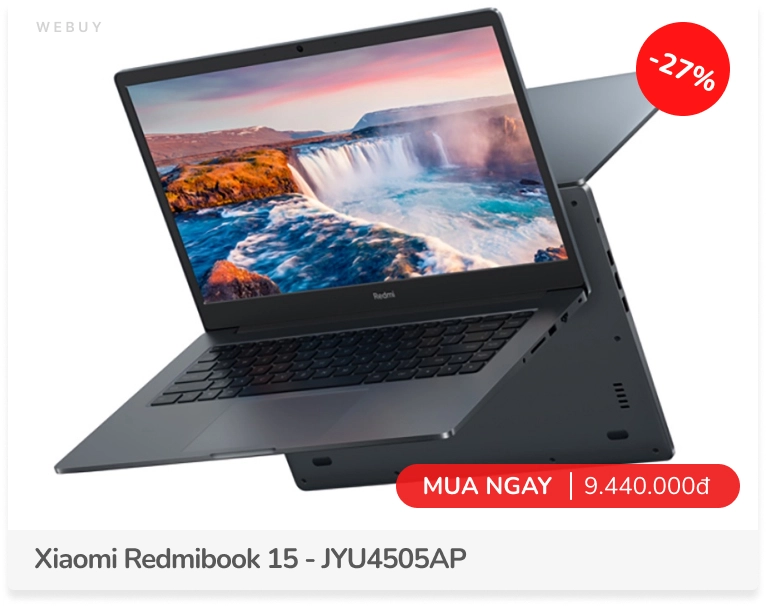 WEBUY
-27%
Redmi
MUA NGAY | 9.440.000đ
Xiaomi Redmibook 15 - JYU4505AP